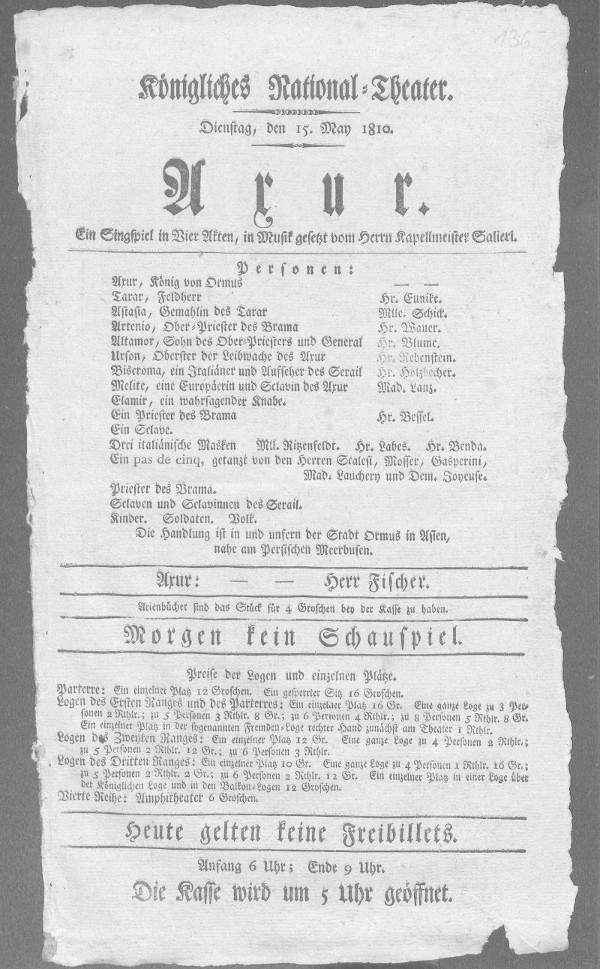 136
Königliches National-Theater.
Dienstag, den 15. May 1810.
Axur.
Ein Singspiel in Vier Akten, in Musik gesetzt vom Herrn Kapellmeister Salieri.
Personen:
Axur, König von Ormus — —
Tarar, Feldherr Hr. Eunike.
Astasia, Gemahlin des Tarar Mlle. Schick.
Artenio, Ober-Priester des Brama Hr. Wauer.
Altamor, Sohn des Ober-Priesters und General Hr. Blume.
Urson, Oberster der Leibwache des Axur Hr. Rebenstein.
Biscroma, ein Italiäner und Aufseher des Serail Hr. Holzbecher.
Melite, eine Europäerin und Sclavin des Axur Mad. Lanz.
Elamir, ein wahrsagender Knabe.
Ein Priester des Brama Hr. Bessel.
Ein Sclave.
Drei italiänische Masken Mll. Ritzenfeldt. Hr. Labes. Hr. Benda.
Ein pas de cinq, getanzt von den Herren Stalesi, Mosser, Gasperini,
Mad. Lauchery und Dem. Joyeuse.
Priester des Brama.
Sclaven und Sclavinnen des Serail.
Kinder. Soldaten. Volk.
Die Handlung ist in und unfern der Stadt Ormus in Asien,
nahe am Persischen Meerbusen.
Axur: — — Herr Fischer.
Arienbücher sind das Stück für 4 Groschen bey der Kasse zu haben.
Morgen kein Schauspiel.
Preise der Logen und einzelnen Plätze.
Parterre: Ein einzelner Platz 12 Groschen. Ein gesperrter Sitz 16 Groschen.
Logen des Ersten Ranges und des Parterres: Ein einzelner Platz 16 Gr. Eine ganze Loge zu 3 Per-
sonen 2 Rthlr.; zu 5 Personen 3 Rthlr. 8 Gr.; zu 6 Personen 4 Rthlr.; zu 8 Personen 5 Rthlr. 8 Gr.
Ein einzelner Platz in der sogenannten Fremden-Loge rechter Hand zunächst am Theater 1 Rthlr.
Logen des Zweyten Ranges: Ein einzelner Platz 12 Gr. Eine ganze Loge zu 4 Personen 2 Rthlr.;
zu 5 Personen 2 Rthlr. 12 Gr.; zu 6 Personen 3 Rthlr.
Logen des Dritten Ranges: Ein einzelner Platz 10 Gr. Eine ganze Loge zu 4 Personen 1 Rthlr. 16 Gr.;
zu 5 Personen 2 Rthlr. 2 Gr.; zu 6 Personen 2 Rthlr. 12 Gr. Ein einzelner Platz in einer Loge über
der Königlichen Loge und in den Balkon-Logen 12 Groschen.
Vierte Reihe: Amphitheater 6 Groschen.
Heute gelten keine Freibillets.
Anfang 6 Uhr; Ende 9 Uhr.
Die Kasse wird um 5 Uhr geöffnet.